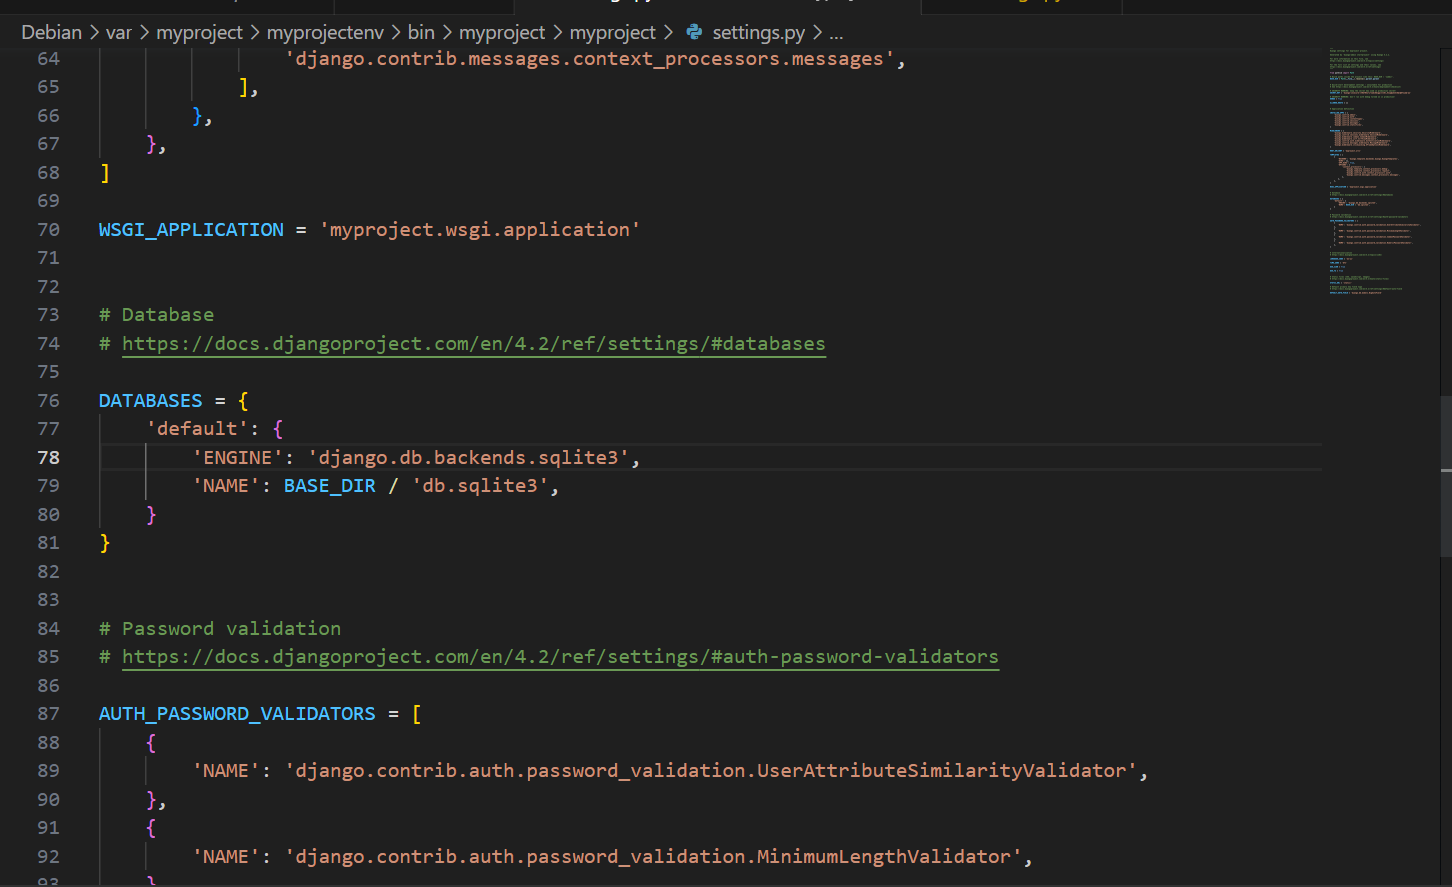 Debian > var > myproject > myprojectenv > bin > myproject > myproject > settings.py > ...
64 'django.contrib.messages.context_processors.messages',
65 ],
66 },
67 },
68 ]
69
70 WSGI_APPLICATION = 'myproject.wsgi.application'
71
72
73 # Database
74 # https://docs.djangoproject.com/en/4.2/ref/settings/#databases
75
76 DATABASES = {
77 'default': {
78 'ENGINE': 'django.db.backends.sqlite3',
79 'NAME': BASE_DIR / 'db.sqlite3',
80 }
81 }
82
83
84 # Password validation
85 # https://docs.djangoproject.com/en/4.2/ref/settings/#auth-password-validators
86
87 AUTH_PASSWORD_VALIDATORS = [
88 {
89 'NAME': 'django.contrib.auth.password_validation.UserAttributeSimilarityValidator',
90 },
91 {
92 'NAME': 'django.contrib.auth.password_validation.MinimumLengthValidator',
93 }